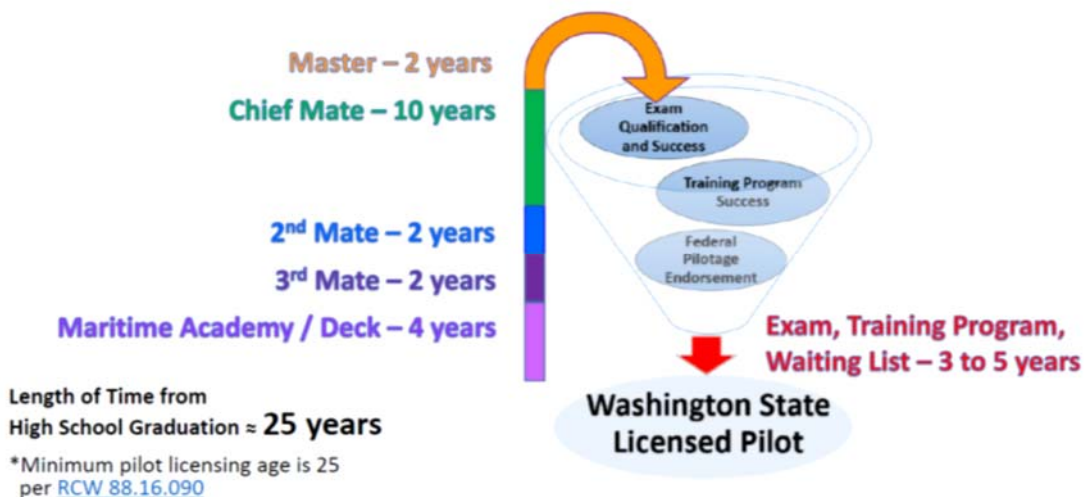 Master – 2 years
Chief Mate – 10 years
2nd Mate – 2 years
3rd Mate – 2 years
Maritime Academy / Deck – 4 years
Exam
Qualification
and Success
Training Program
Success
Federal
Pilotage
Endorsement
Exam, Training Program,
Waiting List – 3 to 5 years
Washington State
Licensed Pilot
Length of Time from
High School Graduation ≈ 25 years
*Minimum pilot licensing age is 25
per RCW 88.16.090